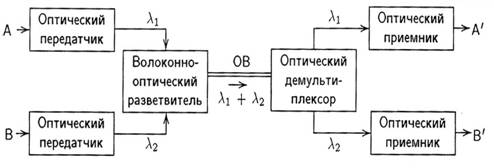 A
Оптический
передатчик
λ₁
Волоконно-
оптический
разветвитель
ОВ
λ₁ + λ₂
Оптический
демульти-
плексор
λ₁
Оптический
приемник
A′
B
Оптический
передатчик
λ₂
λ₂
Оптический
приемник
B′